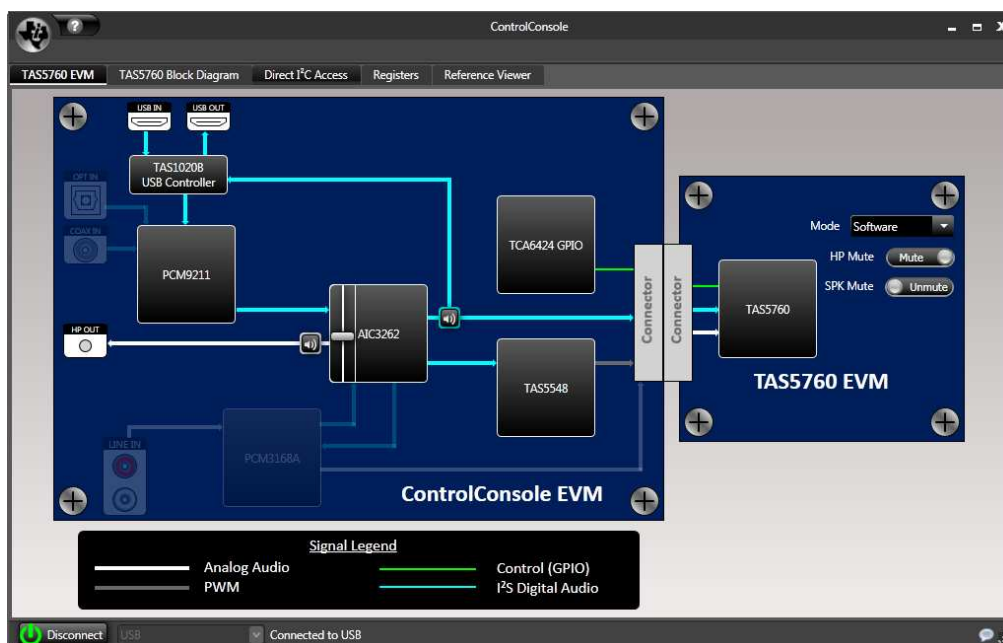 ControlConsole
?
TAS5760 EVM
TAS5760 Block Diagram
Direct I²C Access
Registers
Reference Viewer
USB IN
USB OUT
TAS1020B
USB Controller
OPT IN
COAX IN
PCM9211
TCA6424 GPIO
HP OUT
AIC3262
TAS5548
LINE IN
PCM3168A
Connector
Connector
ControlConsole EVM
Mode Software
HP Mute Mute
SPK Mute Unmute
TAS5760
TAS5760 EVM
Signal Legend
Analog Audio
PWM
Control (GPIO)
I²S Digital Audio
Disconnect
USB
Connected to USB